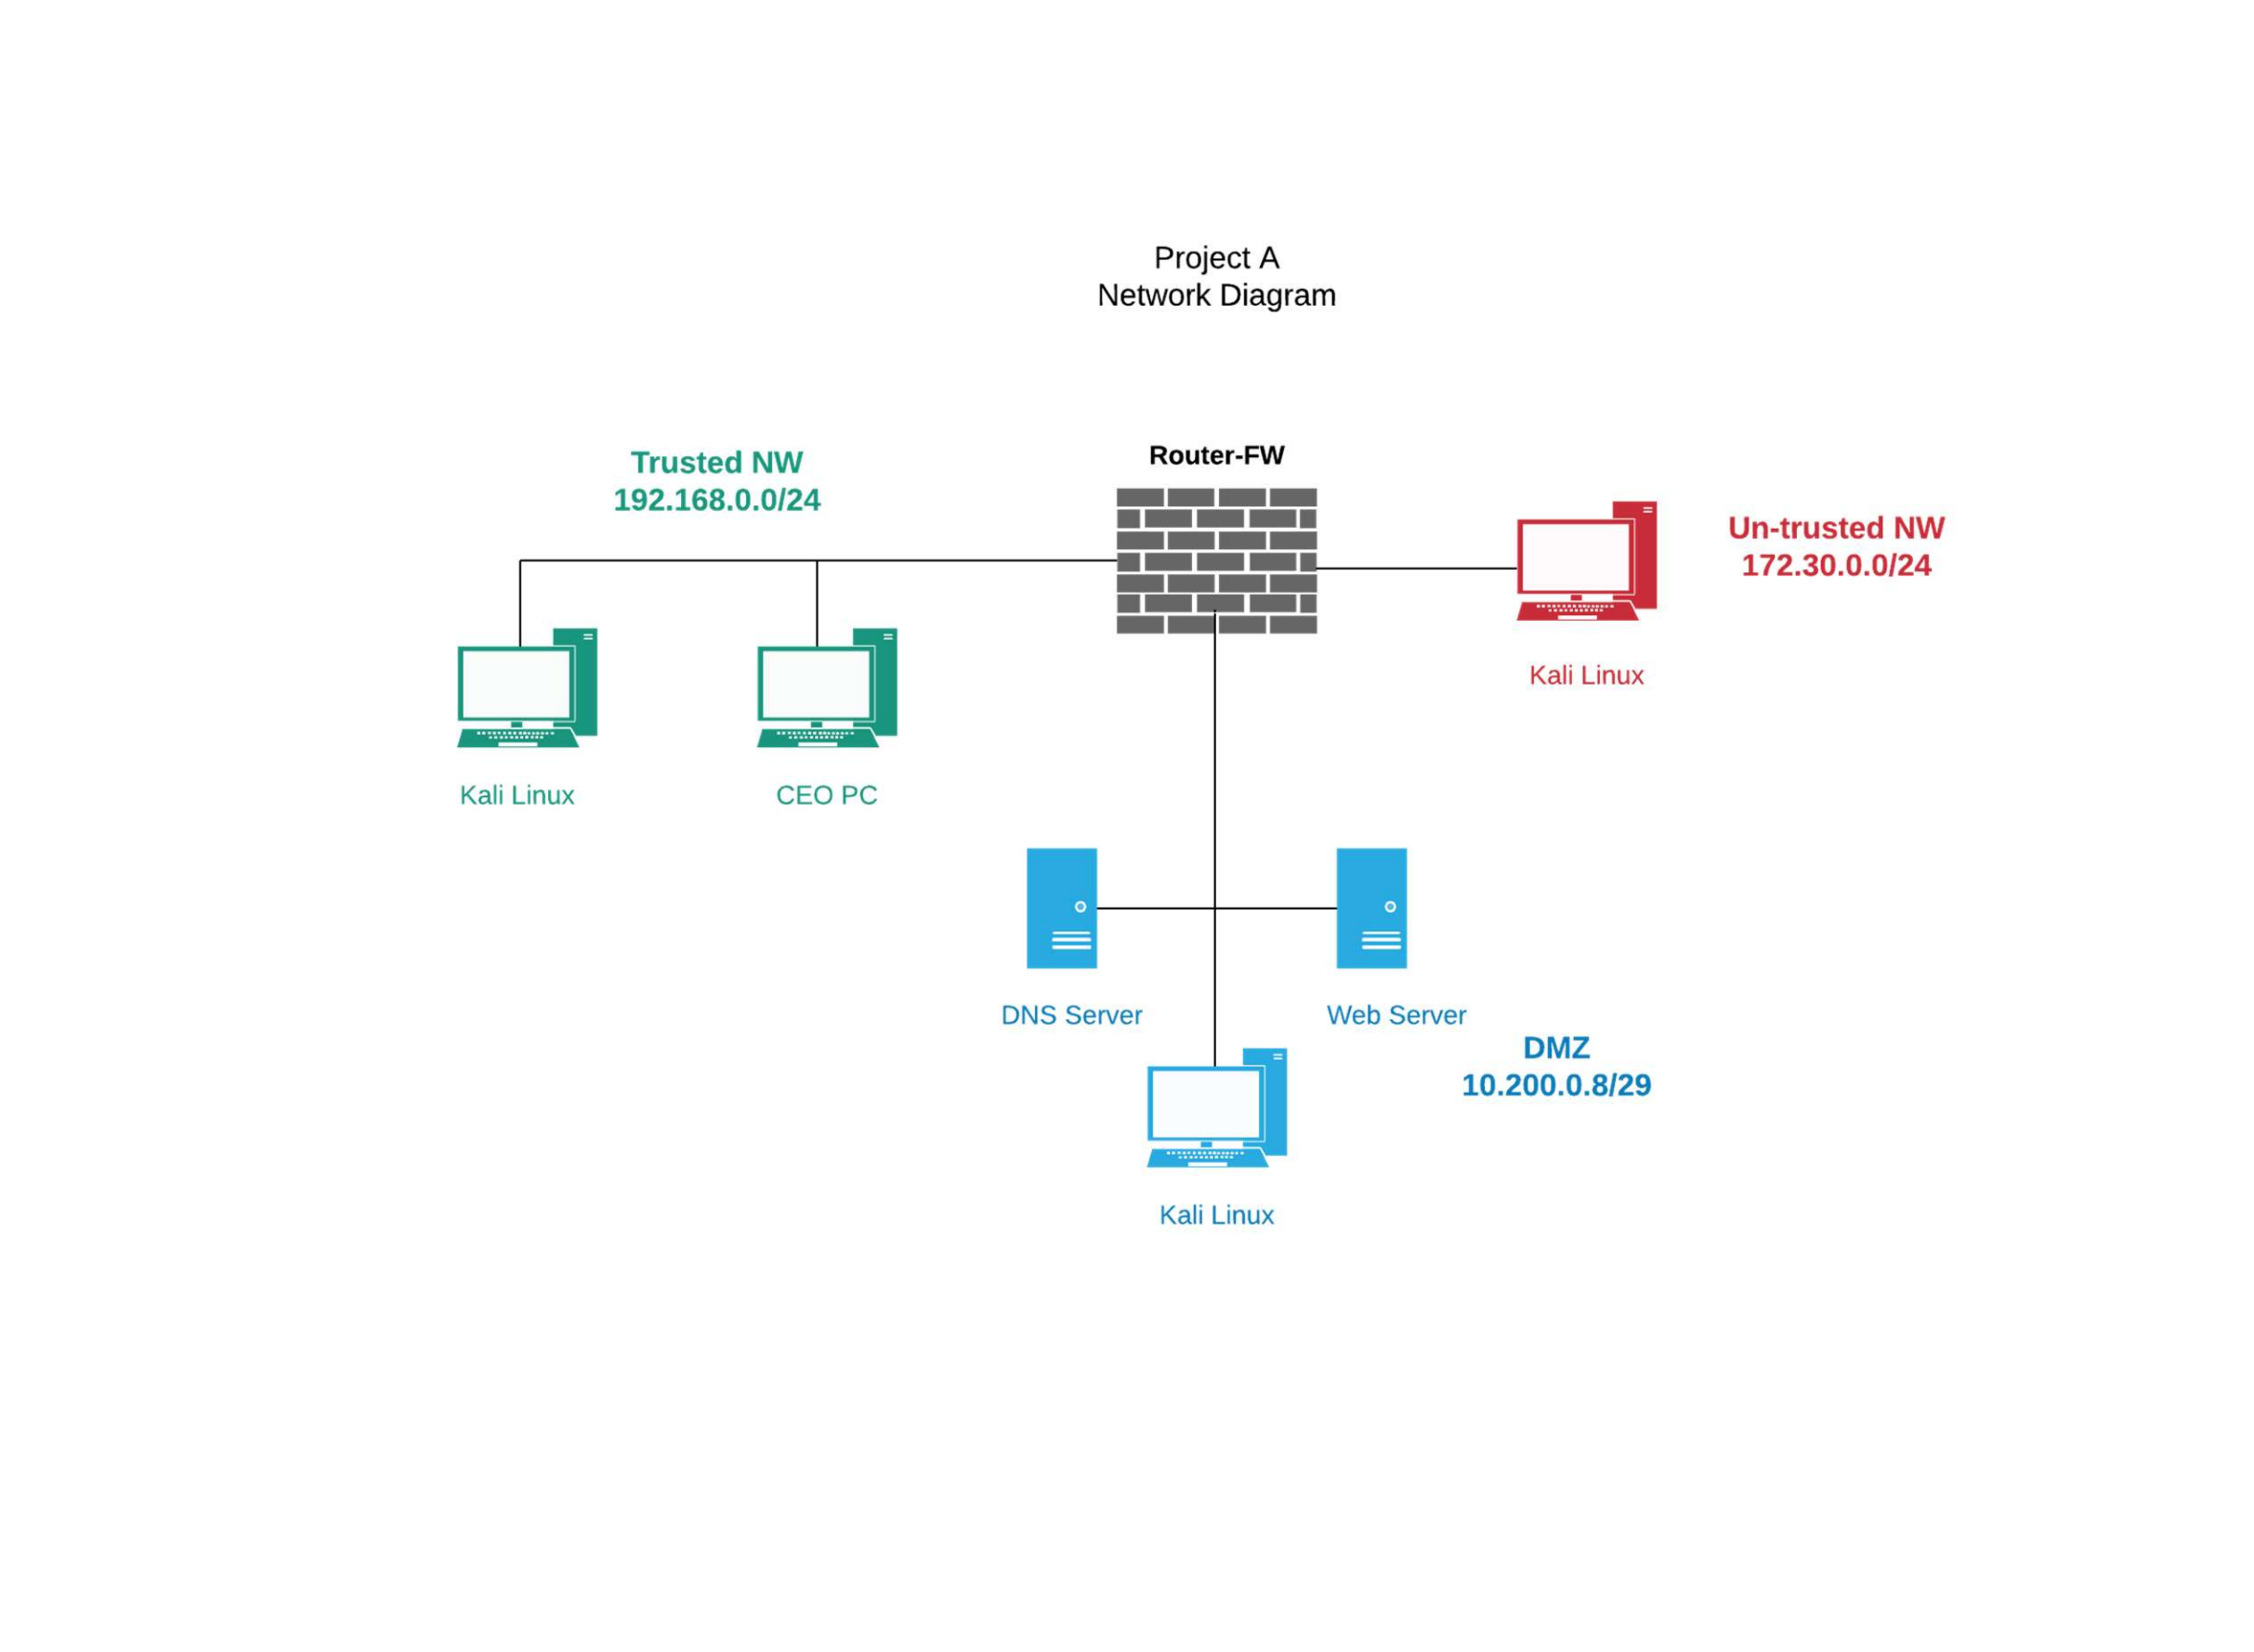 Project A
Network Diagram
Router-FW
Trusted NW
192.168.0.0/24
Un-trusted NW
172.30.0.0/24
Kali Linux
Kali Linux
CEO PC
DNS Server
Web Server
DMZ
10.200.0.8/29
Kali Linux